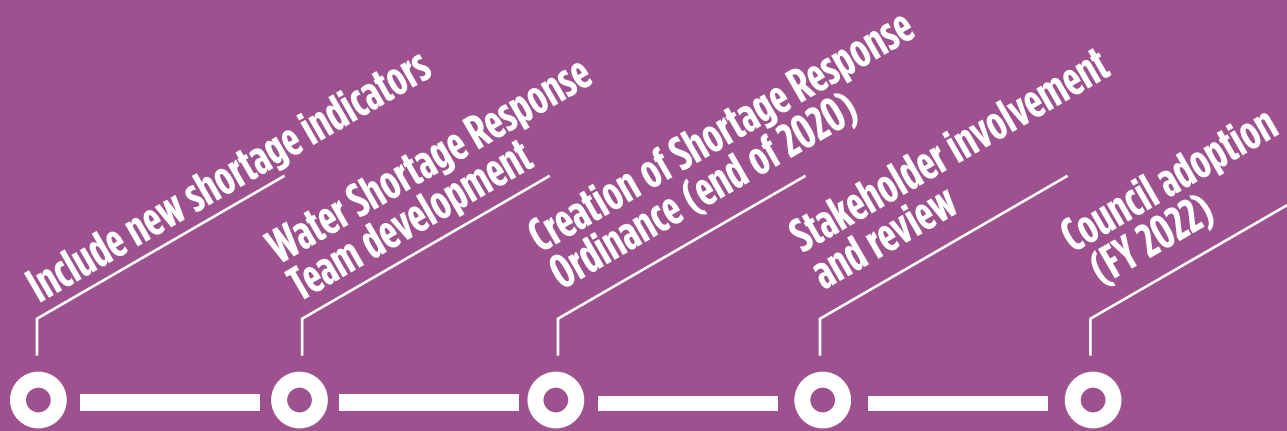 Include new shortage indicators
Water Shortage Response
Team development
Creation of Shortage Response
Ordinance (end of 2020)
Stakeholder involvement
and review
Council adoption
(FY 2022)